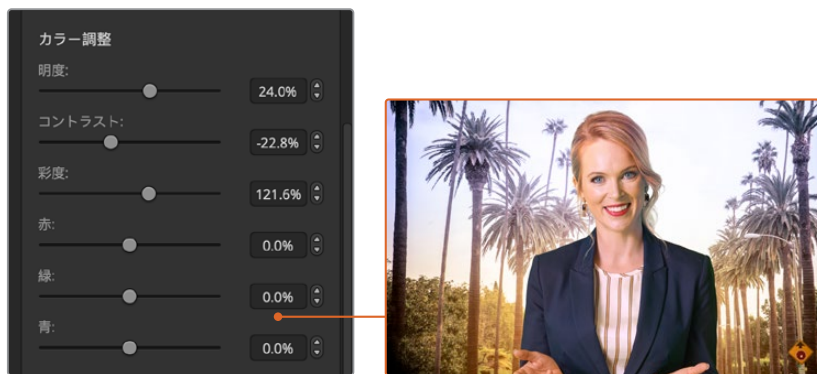 カラー調整
明度:
24.0%
コントラスト:
-22.8%
彩度:
121.6%
赤:
0.0%
緑:
0.0%
青:
0.0%